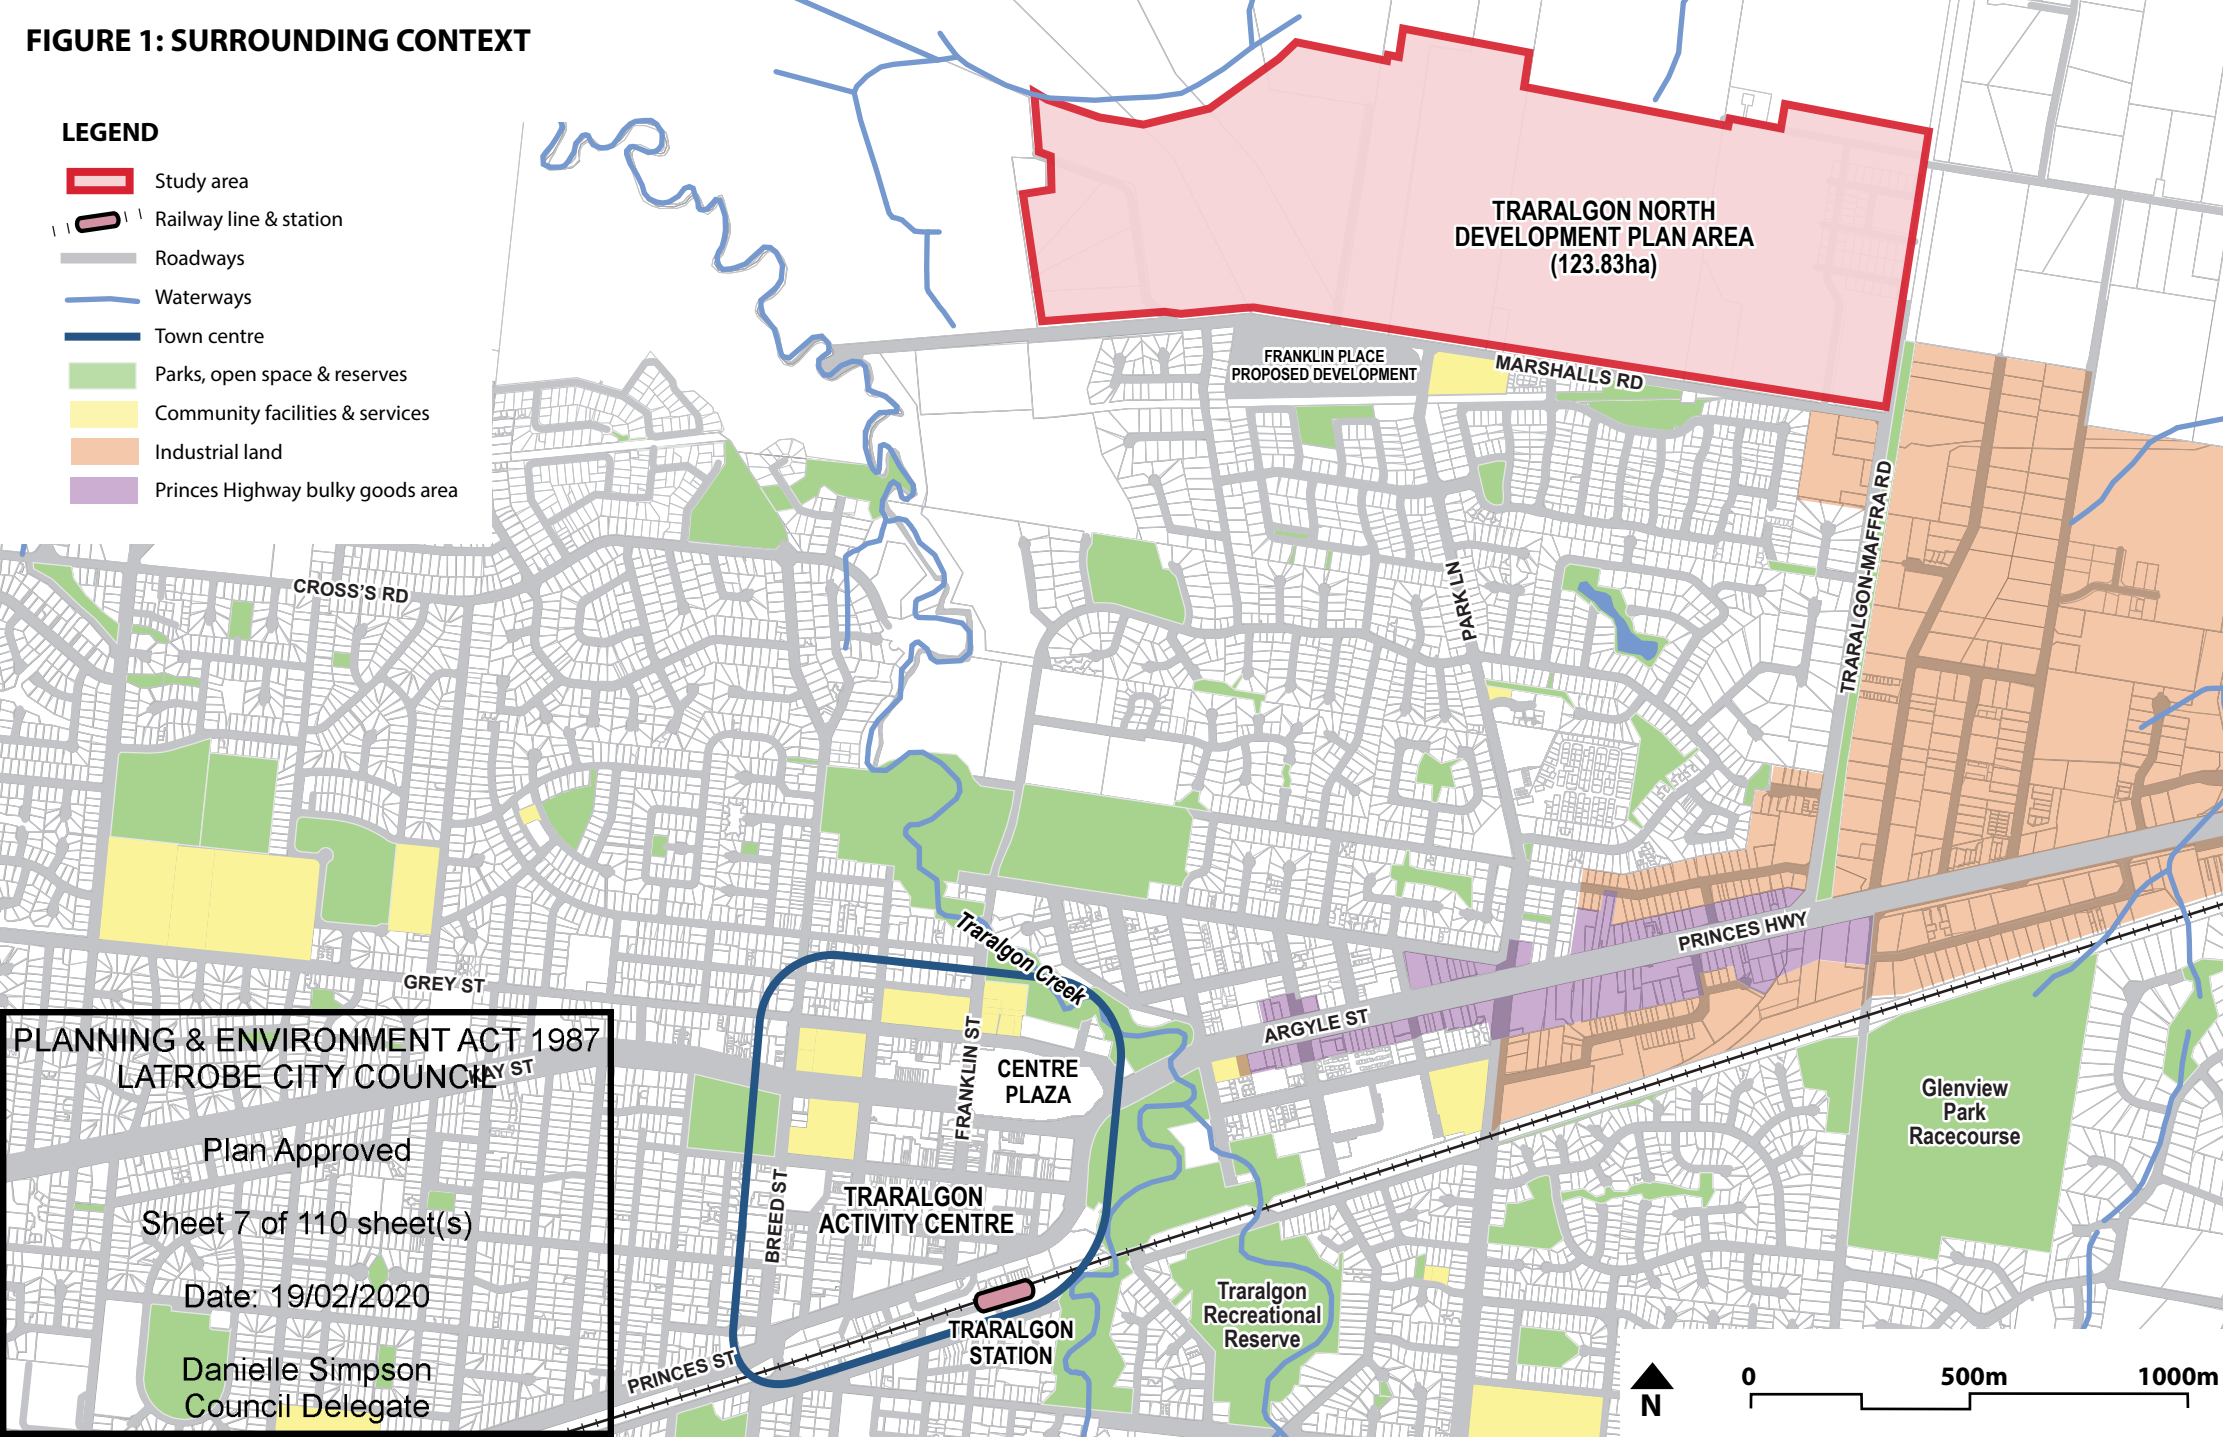 FIGURE 1: SURROUNDING CONTEXT
LEGEND
Study area
Railway line & station
Roadways
Waterways
Town centre
Parks, open space & reserves
Community facilities & services
Industrial land
Princes Highway bulky goods area
TRARALGON NORTH
DEVELOPMENT PLAN AREA
(123.83ha)
FRANKLIN PLACE
PROPOSED DEVELOPMENT
MARSHALLS RD
TRARALGON-MAFFRA RD
PARK LN
CROSS'S RD
GREY ST
Traralgon Creek
PRINCES HWY
ARGYLE ST
KAY ST
FRANKLIN ST
CENTRE
PLAZA
BREED ST
TRARALGON
ACTIVITY CENTRE
TRARALGON
STATION
PRINCES ST
Traralgon
Recreational
Reserve
Glenview
Park
Racecourse
PLANNING & ENVIRONMENT ACT 1987
LATROBE CITY COUNCIL
Plan Approved
Sheet 7 of 110 sheet(s)
Date: 19/02/2020
Danielle Simpson
Council Delegate
N
0 500m 1000m